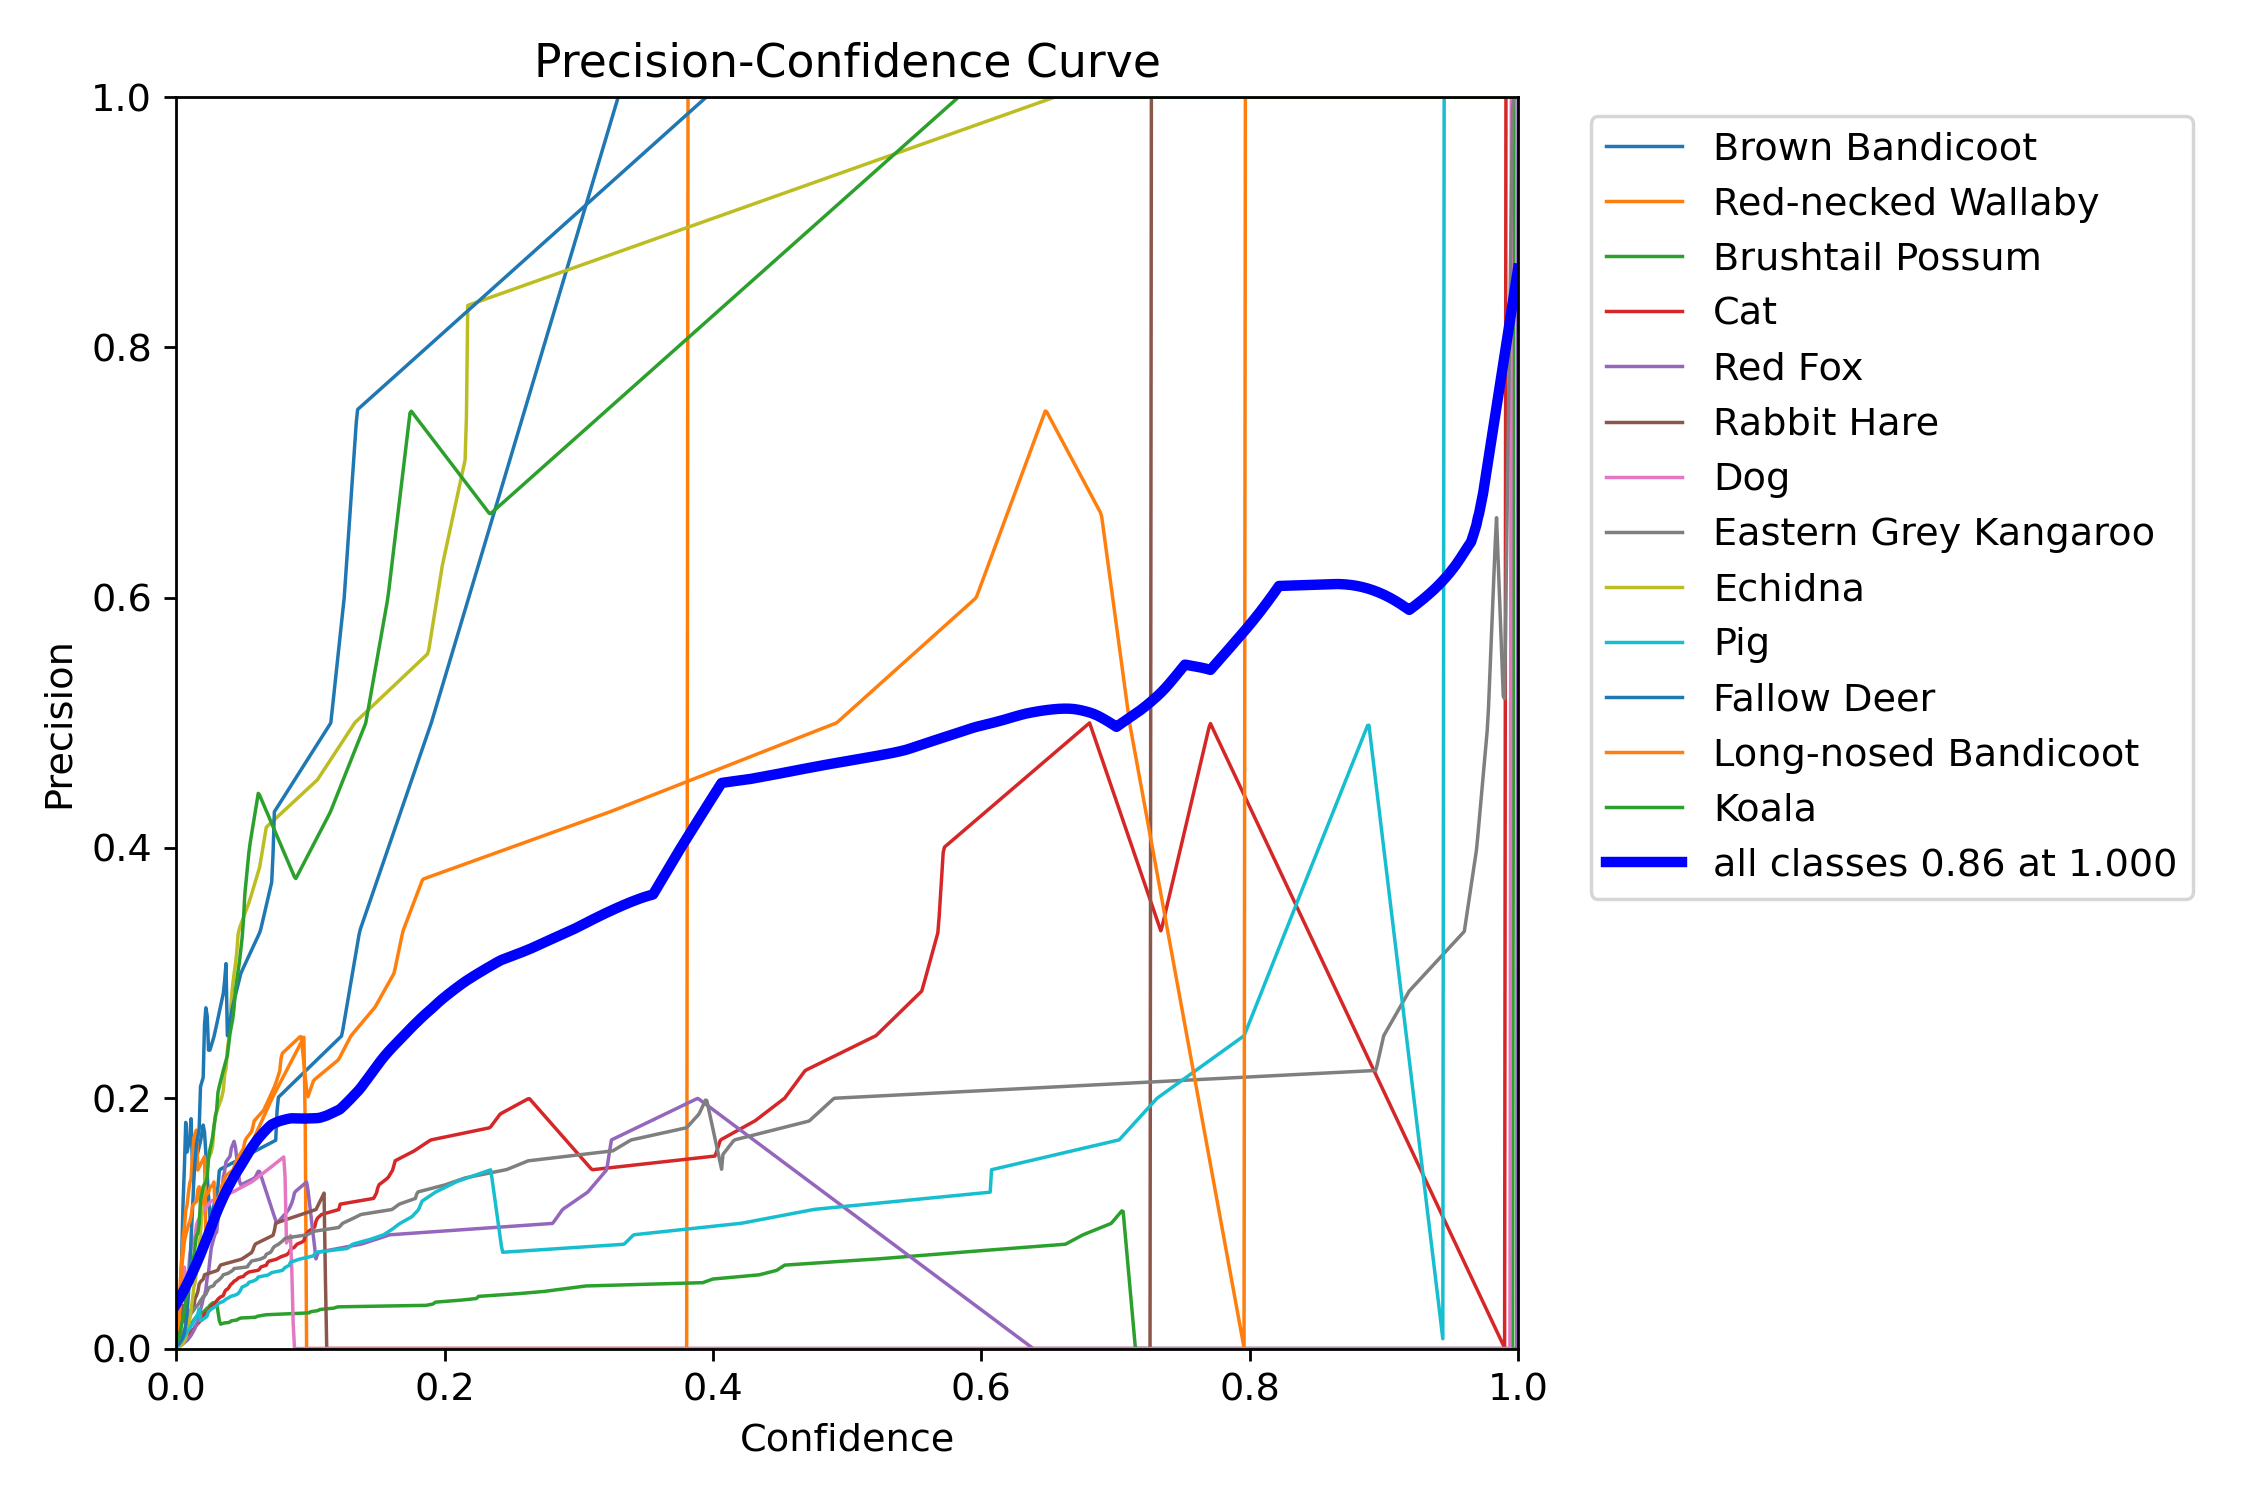 Precision-Confidence Curve
1.0
0.8
0.6
0.4
0.2
0.0
Precision
0.0 0.2 0.4 0.6 0.8 1.0
Confidence
Brown Bandicoot
Red-necked Wallaby
Brushtail Possum
Cat
Red Fox
Rabbit Hare
Dog
Eastern Grey Kangaroo
Echidna
Pig
Fallow Deer
Long-nosed Bandicoot
Koala
all classes 0.86 at 1.000